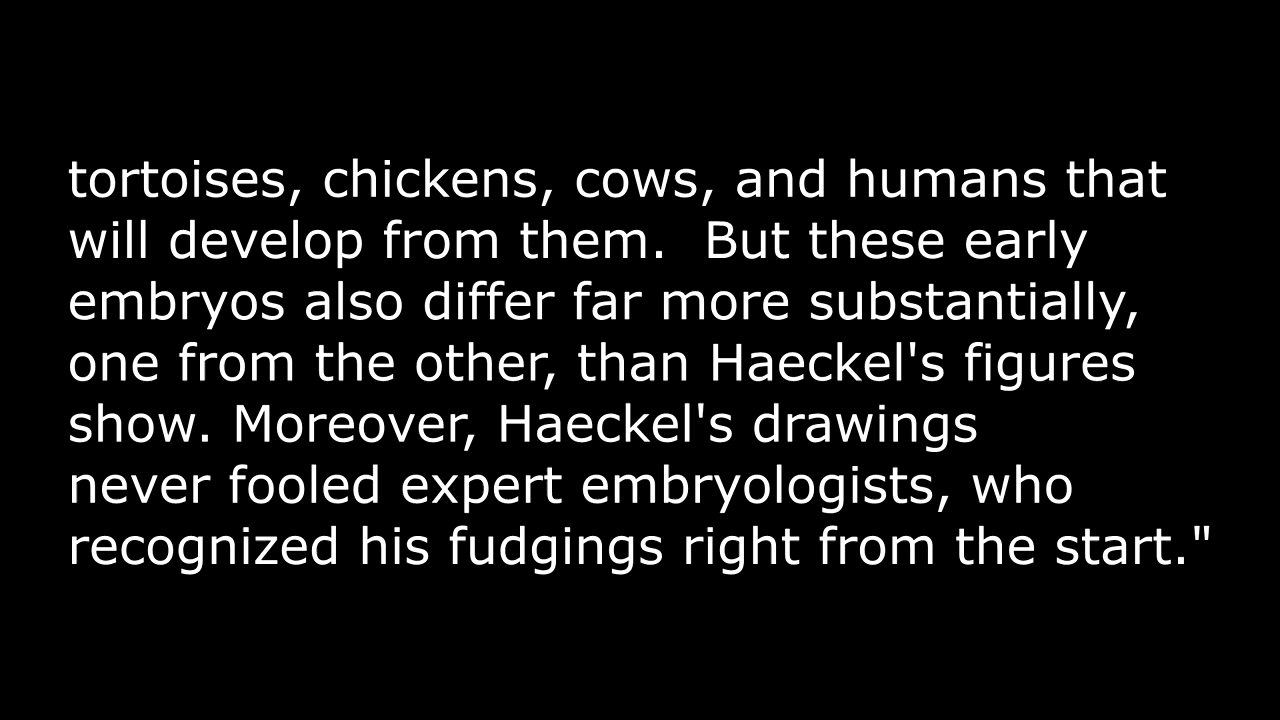 tortoises, chickens, cows, and humans that
will develop from them.  But these early
embryos also differ far more substantially,
one from the other, than Haeckel's figures
show. Moreover, Haeckel's drawings
never fooled expert embryologists, who
recognized his fudgings right from the start."